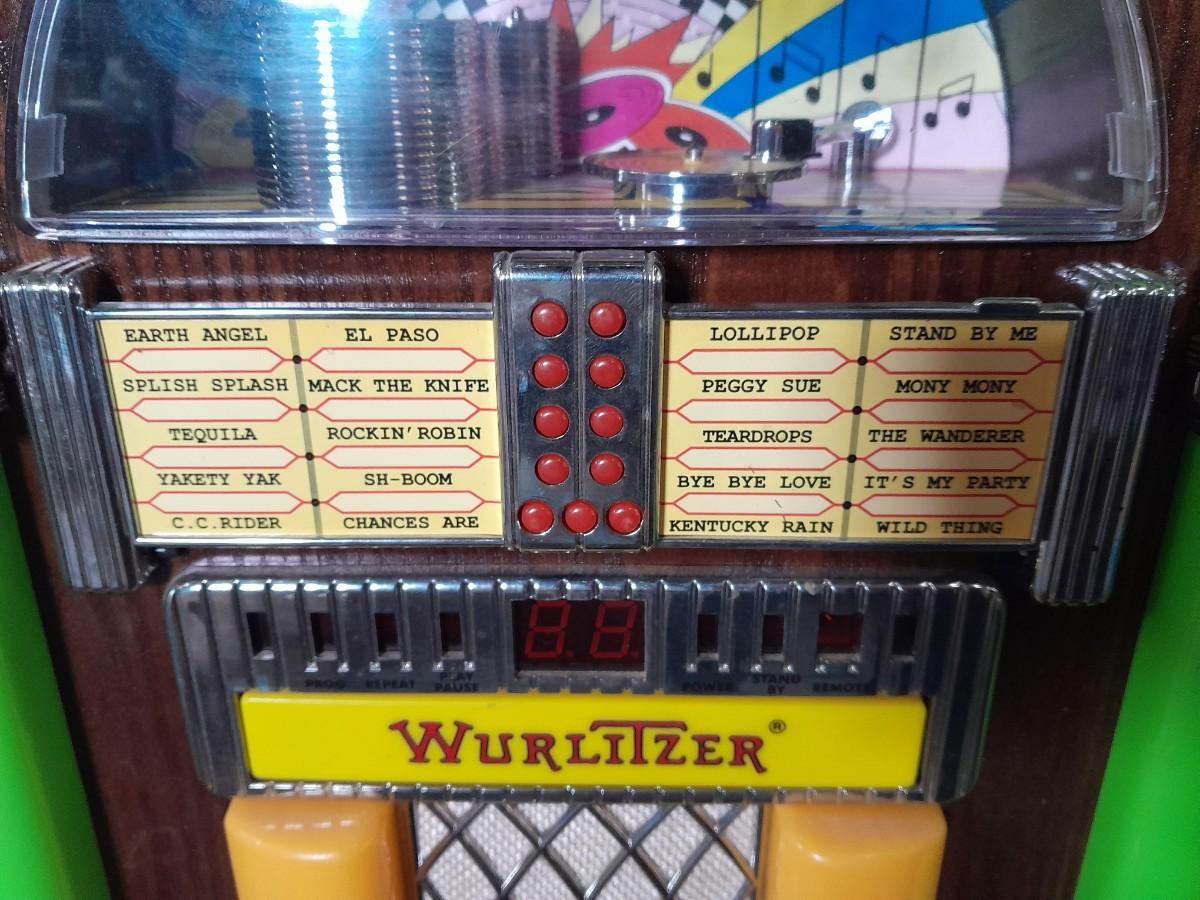 EARTH ANGEL
EL PASO
SPLISH SPLASH
MACK THE KNIFE
TEQUILA
ROCKIN' ROBIN
YAKETY YAK
SH-BOOM
C.C.RIDER
CHANCES ARE
LOLLIPOP
STAND BY ME
PEGGY SUE
MONY MONY
TEARDROPS
THE WANDERER
BYE BYE LOVE
IT'S MY PARTY
KENTUCKY RAIN
WILD THING
8.8.
PROG
REPEAT
PLAY
PAUSE
POWER
STAND
BY
REMOTE
WURLITZER®